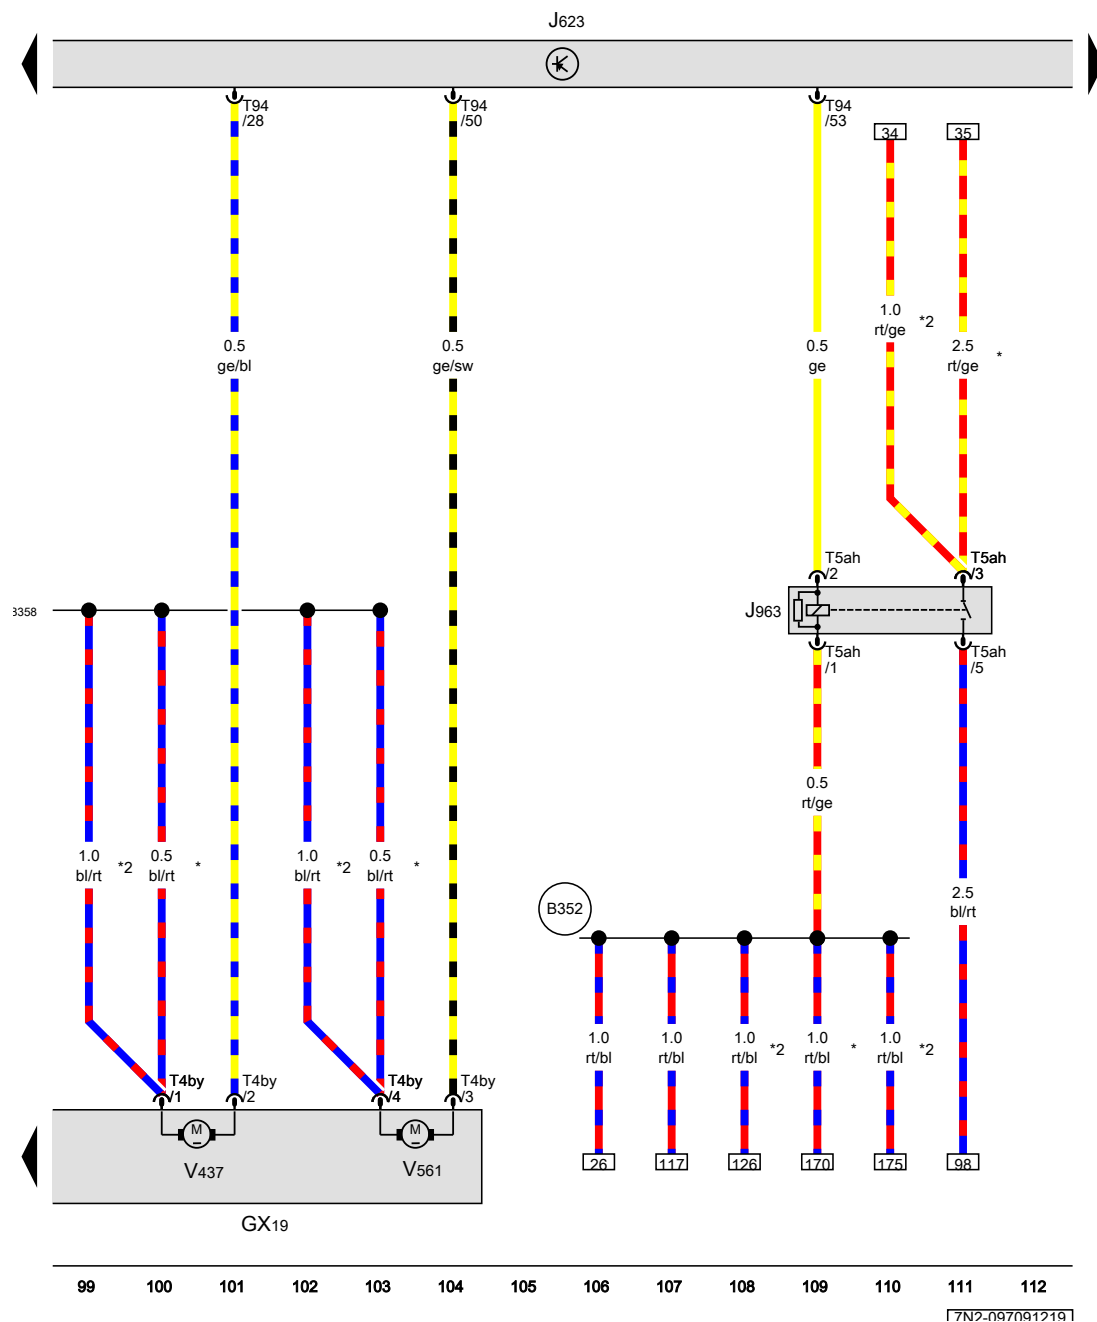 J623
T94
/28
T94
/50
T94
/53
34
35
1.0
rt/ge
*2
0.5
ge/bl
0.5
ge/sw
0.5
ge
2.5
rt/ge
*
T5ah
/2
T5ah
/3
J963
T5ah
/1
T5ah
/5
0.5
rt/ge
1.0
bl/rt
*2
0.5
bl/rt
*
1.0
bl/rt
*2
0.5
bl/rt
*
2.5
bl/rt
B352
1.0
rt/bl
1.0
rt/bl
1.0
rt/bl
*2
1.0
rt/bl
*
1.0
rt/bl
*2
T4by
/1
T4by
/2
T4by
/4
T4by
/3
M
V437
M
V561
GX19
26
117
126
170
175
98
99 100 101 102 103 104 105 106 107 108 109 110 111 112
7N2-097091219